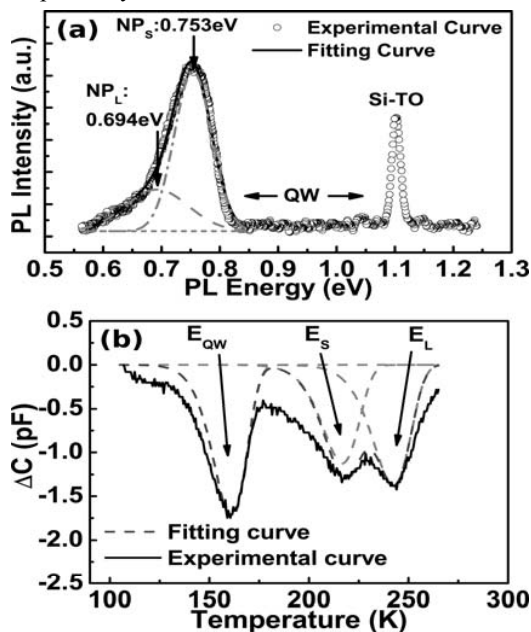 (a)
NP_S:0.753eV
Experimental Curve
Fitting Curve
NP_L:
0.694eV
Si-TO
QW
PL Intensity (a.u.)
0.5 0.6 0.7 0.8 0.9 1.0 1.1 1.2
PL Energy (eV)
(b)
E_QW
E_S
E_L
0.5
0.0
-0.5
-1.0
-1.5
-2.0
-2.5
ΔC (pF)
Fitting curve
Experimental curve
100 150 200 250 300
Temperature (K)